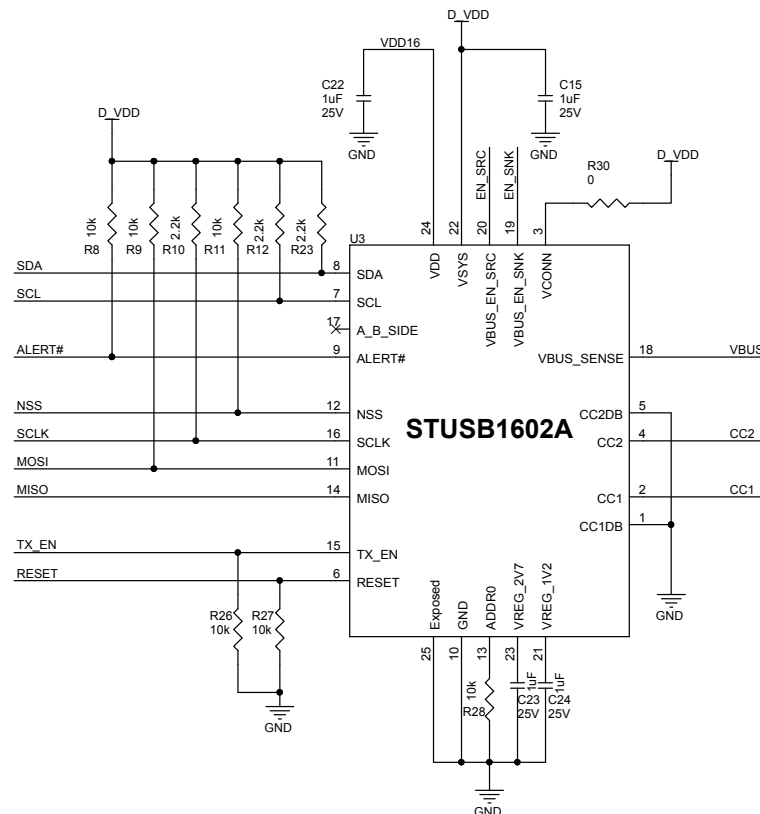 D_VDD
VDD16
C22
1uF
25V
GND
C15
1uF
25V
GND
D_VDD
EN_SRC
EN_SNK
R30
0
D_VDD
10k
R8
10k
R9
2.2k
R10
10k
R11
2.2k
R12
2.2k
R23
U3
24
22
20
19
3
VDD
VSYS
VBUS_EN_SRC
VBUS_EN_SNK
VCONN
SDA
8
SDA
SCL
7
SCL
17
A_B_SIDE
ALERT#
9
ALERT#
VBUS_SENSE
18
VBUS
NSS
12
NSS
CC2DB
5
STUSB1602A
SCLK
16
SCLK
CC2
4
CC2
MOSI
11
MOSI
MISO
14
MISO
CC1
2
CC1
CC1DB
1
TX_EN
15
TX_EN
RESET
6
RESET
GND
R26
10k
R27
10k
GND
Exposed
GND
ADDR0
VREG_2V7
VREG_1V2
25
10
13
23
21
10k
R28
1uF
C23
25V
1uF
C24
25V
GND